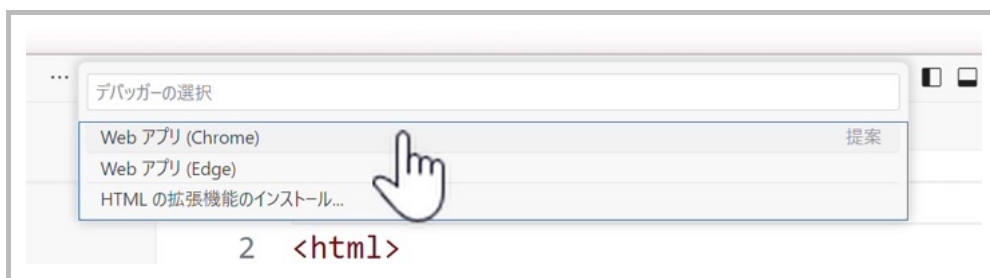 …
デバッガーの選択
Web アプリ (Chrome) 提案
Web アプリ (Edge)
HTML の拡張機能のインストール...
2 <html>